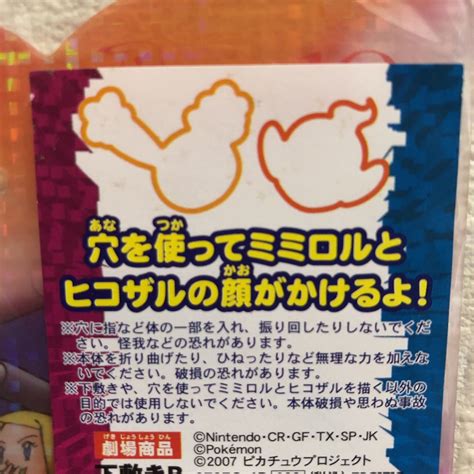 穴を使ってミミロルと
ヒコザルの顔がかけるよ!
※穴に指など体の一部を入れ、振り回したりしないでくだ
さい。怪我などの恐れがあります。
※本体を折り曲げたり、ひねったりなど無理な力を加えな
いでください。破損の恐れがあります。
※下敷きや、穴を使ってミミロルとヒコザルを描く以外の
目的では使用しないでください。本体破損や思わぬ事故
の恐れがあります。
劇場商品
©Nintendo・CR・GF・TX・SP・JK
©Pokémon
©2007 ピカチュウプロジェクト
下敷きB